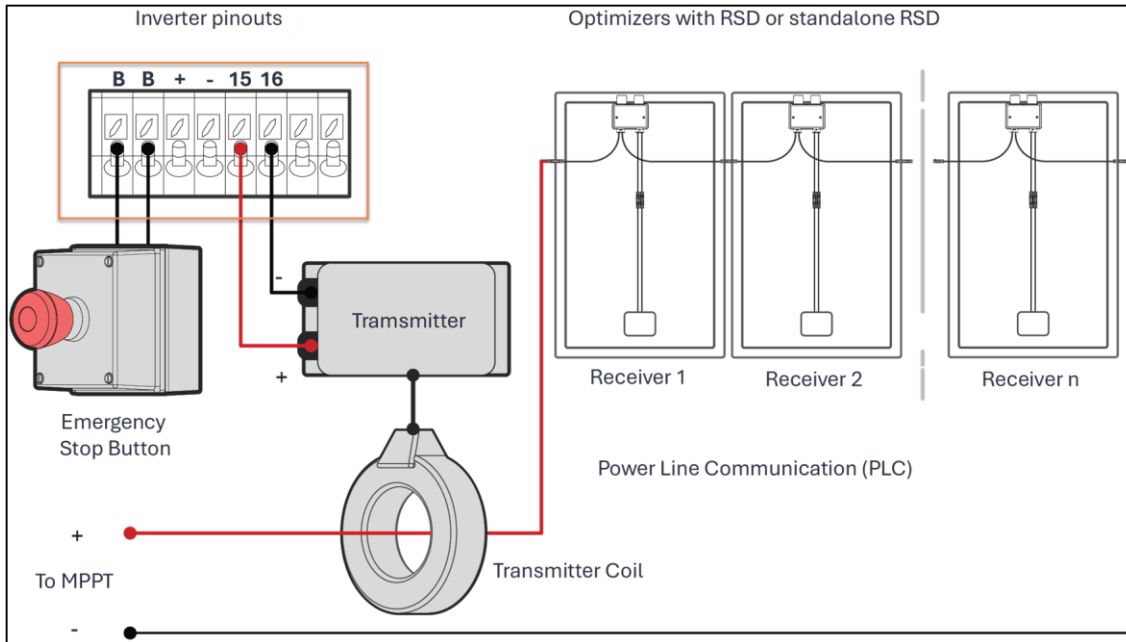 Inverter pinouts
Optimizers with RSD or standalone RSD
B B + - 15 16
-
Tramsmitter
+
Emergency
Stop Button
Receiver 1
Receiver 2
Receiver n
Power Line Communication (PLC)
+
To MPPT
-
Transmitter Coil